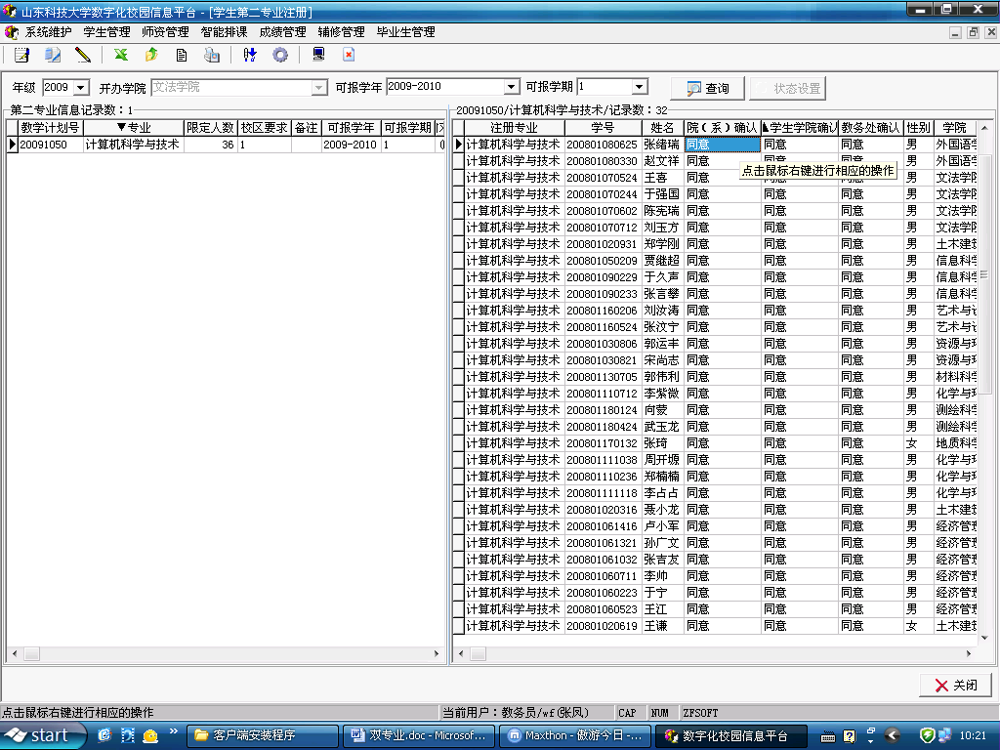 山东科技大学数字化校园信息平台 - [学生第二专业注册]
系统维护 学生管理 师资管理 智能排课 成绩管理 辅修管理 毕业生管理
年级 2009 开办学院 文法学院 可报学年 2009-2010 可报学期 1 查询 状态设置
第二专业信息记录数：1
教学计划号 ▼专业 限定人数 校区要求 备注 可报学年 可报学期
20091050 计算机科学与技术 36 1 2009-2010 1
20091050/计算机科学与技术/记录数：32
注册专业 学号 姓名 院（系）确认 ▲学生学院确认 教务处确认 性别 学院
计算机科学与技术 200801080625 张绪瑞 同意 同意 同意 男 外国语学
计算机科学与技术 200801080330 赵文祥 同意 同意 同意 男 外国语学
点击鼠标右键进行相应的操作
计算机科学与技术 200801070524 王喜 同意 同意 同意 男 文法学院
计算机科学与技术 200801070244 于强国 同意 同意 同意 男 文法学院
计算机科学与技术 200801070602 陈宪瑞 同意 同意 同意 男 文法学院
计算机科学与技术 200801070712 刘玉方 同意 同意 同意 男 文法学院
计算机科学与技术 200801020931 郑学刚 同意 同意 同意 男 土木建筑
计算机科学与技术 200801050209 贾继超 同意 同意 同意 男 信息科学
计算机科学与技术 200801090229 于久声 同意 同意 同意 男 信息科学
计算机科学与技术 200801090233 张言攀 同意 同意 同意 男 信息科学
计算机科学与技术 200801160206 刘汝涛 同意 同意 同意 男 艺术与设
计算机科学与技术 200801160524 张汶宁 同意 同意 同意 男 艺术与设
计算机科学与技术 200801030806 郭运丰 同意 同意 同意 男 资源与环
计算机科学与技术 200801030821 宋尚志 同意 同意 同意 男 资源与环
计算机科学与技术 200801130705 郭伟利 同意 同意 同意 男 材料科学
计算机科学与技术 200801110712 李紫微 同意 同意 同意 男 化学与环
计算机科学与技术 200801180124 向蒙 同意 同意 同意 男 测绘科学
计算机科学与技术 200801180424 武玉龙 同意 同意 同意 男 测绘科学
计算机科学与技术 200801170132 张琦 同意 同意 同意 女 地质科学
计算机科学与技术 200801111038 周开塬 同意 同意 同意 男 化学与环
计算机科学与技术 200801110236 郑楠楠 同意 同意 同意 男 化学与环
计算机科学与技术 200801111118 李占占 同意 同意 同意 男 化学与环
计算机科学与技术 200801020316 聂小龙 同意 同意 同意 男 土木建筑
计算机科学与技术 200801061416 卢小军 同意 同意 同意 男 经济管理
计算机科学与技术 200801061321 孙广文 同意 同意 同意 男 经济管理
计算机科学与技术 200801061032 张吉友 同意 同意 同意 男 经济管理
计算机科学与技术 200801060711 李帅 同意 同意 同意 男 经济管理
计算机科学与技术 200801060223 于宁 同意 同意 同意 男 经济管理
计算机科学与技术 200801060523 王江 同意 同意 同意 男 经济管理
计算机科学与技术 200801020619 王谦 同意 同意 同意 女 土木建筑
关闭
点击鼠标右键进行相应的操作 当前用户：教务员/wf(张凤) CAP NUM ZFSOFT
start 客户端安装程序 双专业.doc - Microsof... Maxthon - 傲游今日 -... 数字化校园信息平台 10:21